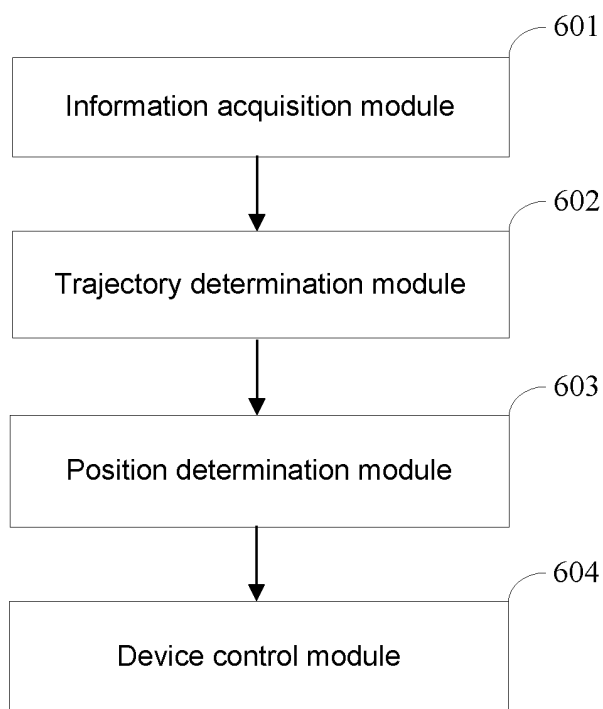 601
Information acquisition module
602
Trajectory determination module
603
Position determination module
604
Device control module